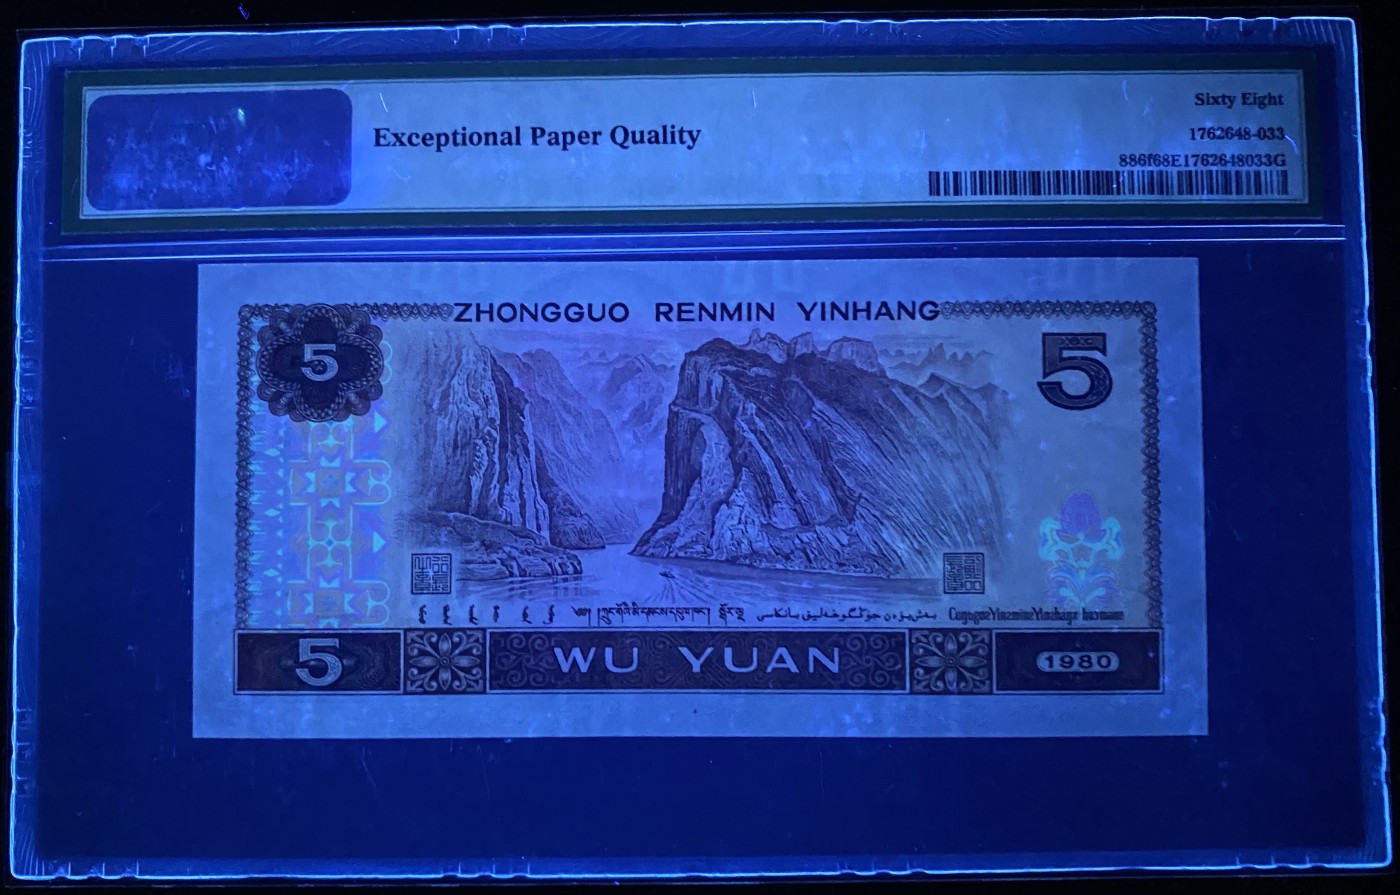 Exceptional Paper Quality
Sixty Eight
1762648-033
886f68E1762648033G
ZHONGGUO RENMIN YINHANG
5
5
5
WU YUAN
1980